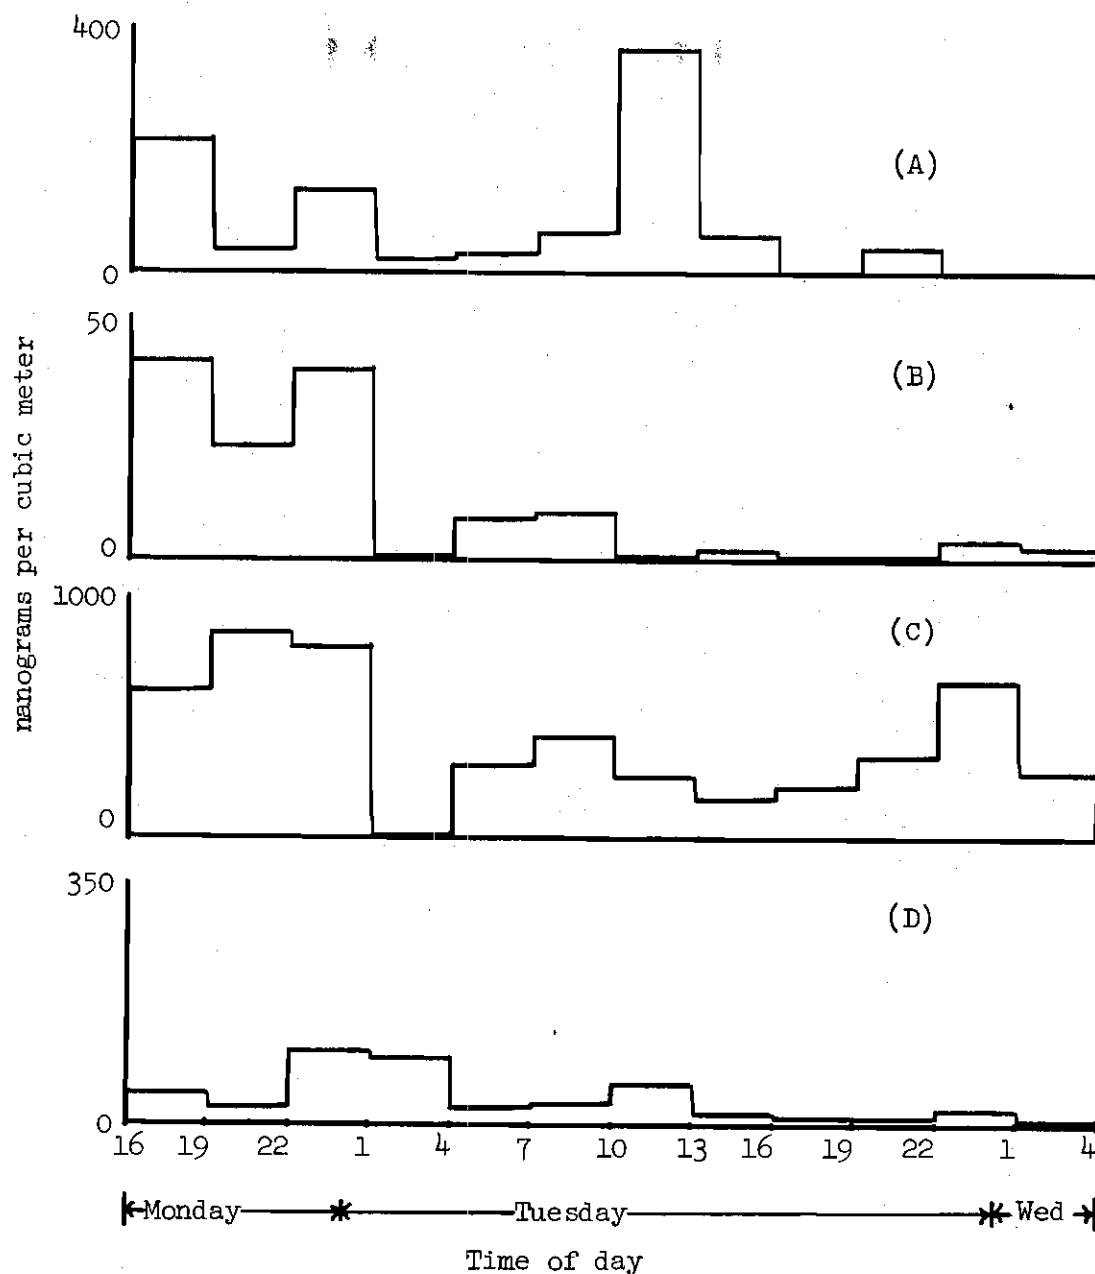 400
(A)
0
50
(B)
0
nanograms per cubic meter
1000
(C)
0
350
(D)
0
16 19 22 1 4 7 10 13 16 19 22 1 4
Monday Tuesday Wed
Time of day